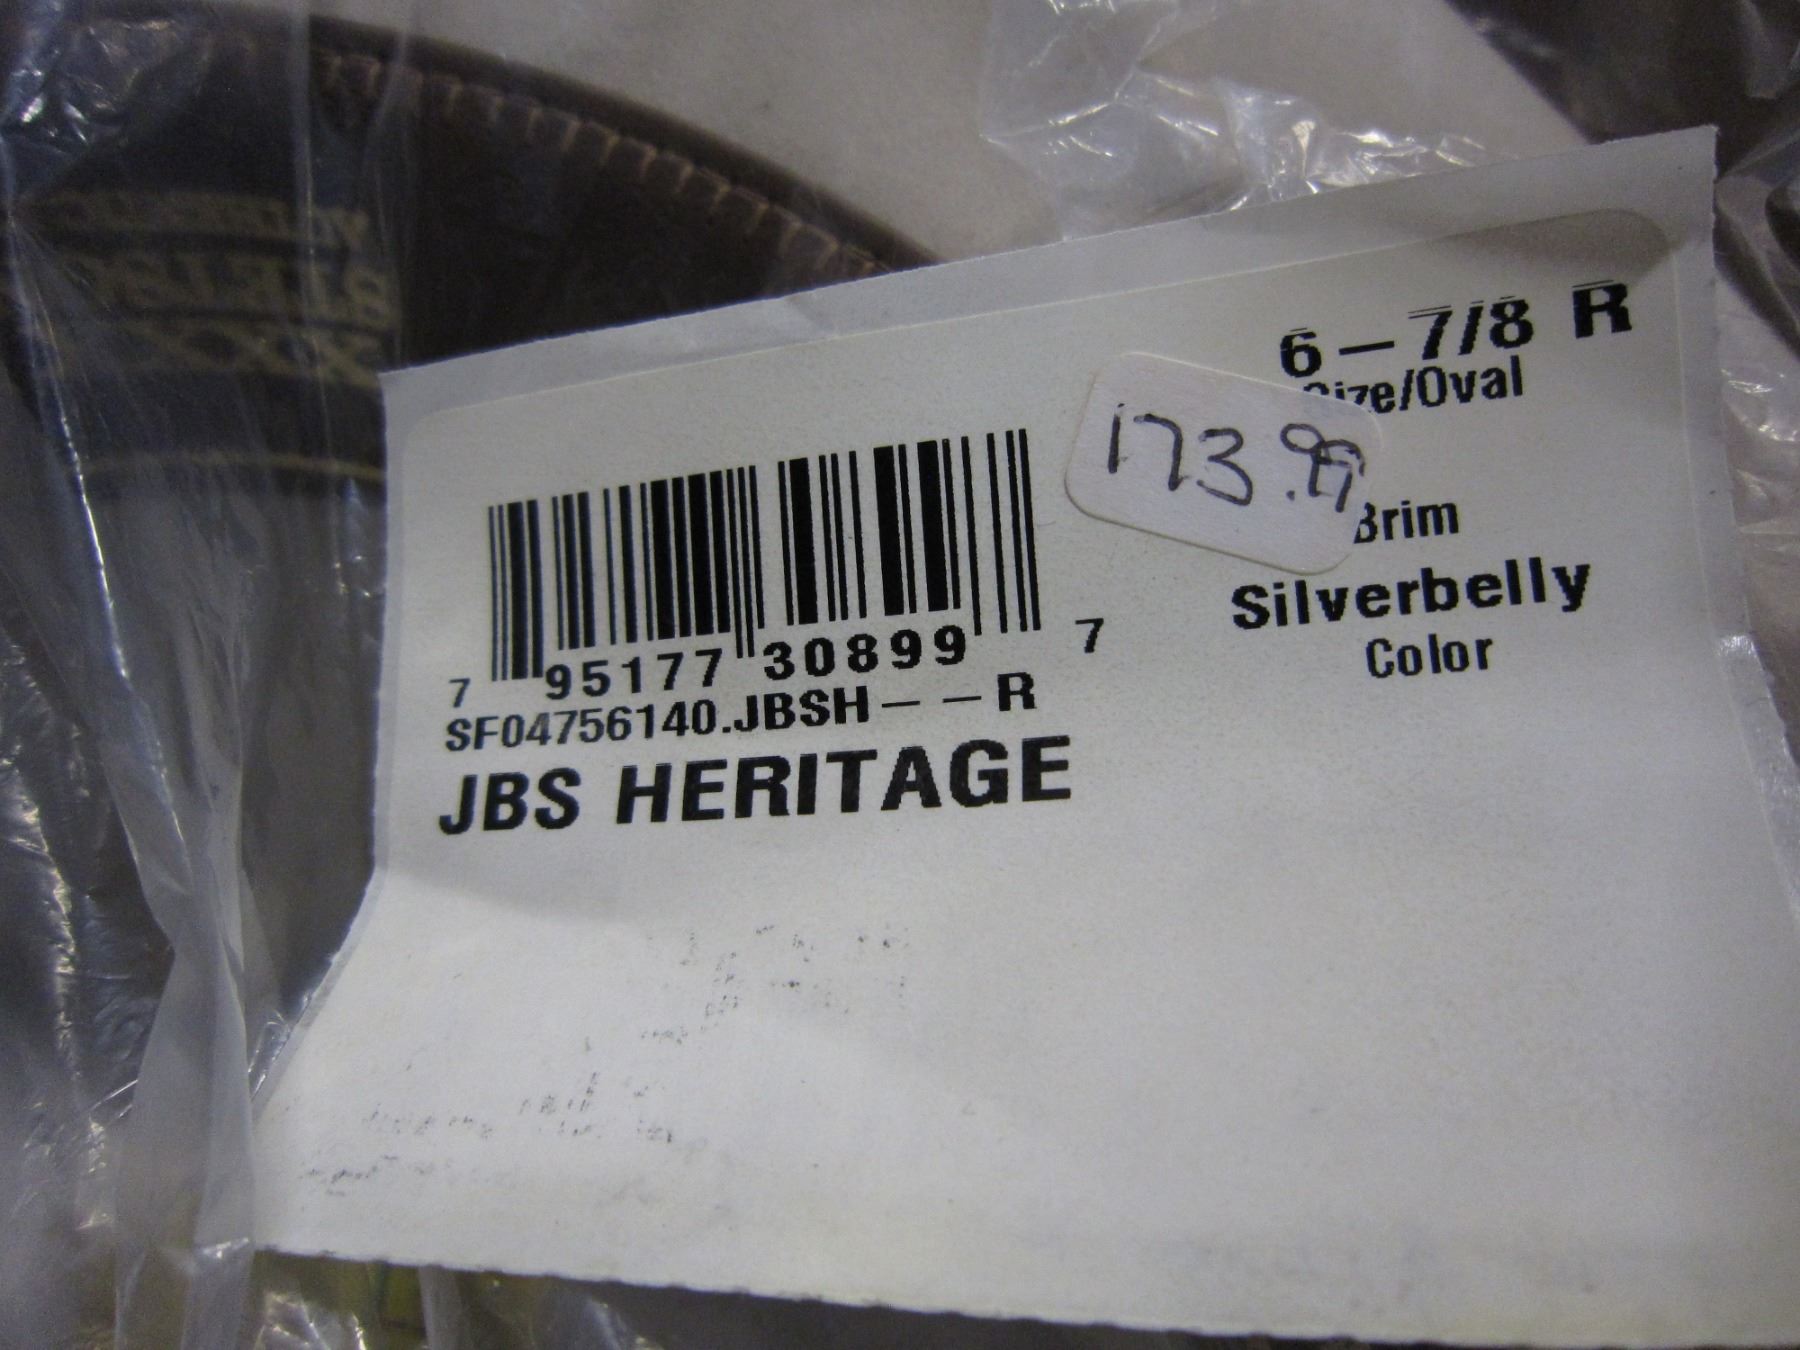 6 – 7/8 R
Size/Oval
173.99
Brim
Silverbelly
Color
7 95177 30899 7
SF04756140.JBSH – – R
JBS HERITAGE